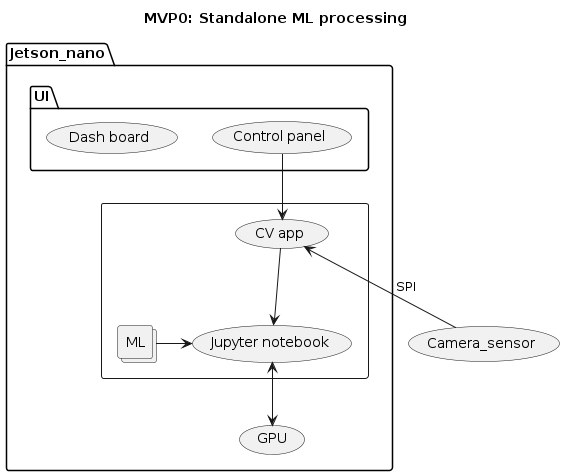 MVP0: Standalone ML processing
Jetson_nano
UI
Dash board
Control panel
CV app
SPI
ML
Jupyter notebook
Camera_sensor
GPU